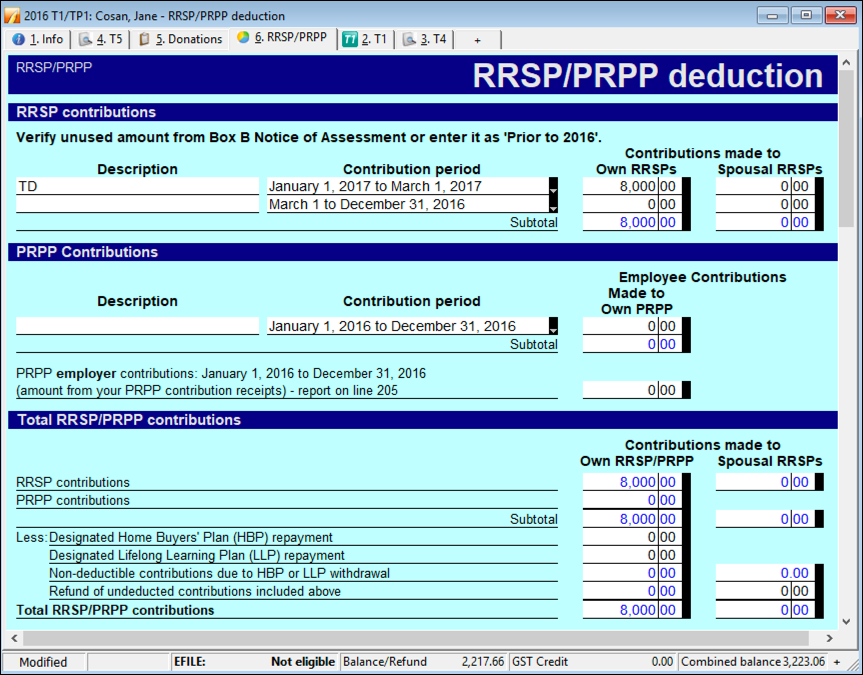 2016 T1/TP1: Cosan, Jane - RRSP/PRPP deduction
1. Info 4. T5 5. Donations 6. RRSP/PRPP T1 2. T1 3. T4 +
RRSP/PRPP
RRSP/PRPP deduction
RRSP contributions
Verify unused amount from Box B Notice of Assessment or enter it as 'Prior to 2016'.
Contributions made to
Description Contribution period Own RRSPs Spousal RRSPs
TD January 1, 2017 to March 1, 2017 8,000 00 0 00
March 1 to December 31, 2016 0 00 0 00
Subtotal 8,000 00 0 00
PRPP Contributions
Employee Contributions
Made to
Description Contribution period
Own PRPP
January 1, 2016 to December 31, 2016 0 00
Subtotal 0 00
PRPP employer contributions: January 1, 2016 to December 31, 2016
(amount from your PRPP contribution receipts) - report on line 205 0 00
Total RRSP/PRPP contributions
Contributions made to
Own RRSP/PRPP Spousal RRSPs
RRSP contributions 8,000 00 0 00
PRPP contributions 0 00
Subtotal 8,000 00 0 00
Less: Designated Home Buyers' Plan (HBP) repayment 0 00
Designated Lifelong Learning Plan (LLP) repayment 0 00
Non-deductible contributions due to HBP or LLP withdrawal 0 00 0.00
Refund of undeducted contributions included above 0 00 0 00
Total RRSP/PRPP contributions 8,000 00 0 00
Modified EFILE: Not eligible Balance/Refund 2,217.66 GST Credit 0.00 Combined balance 3,223.06 +